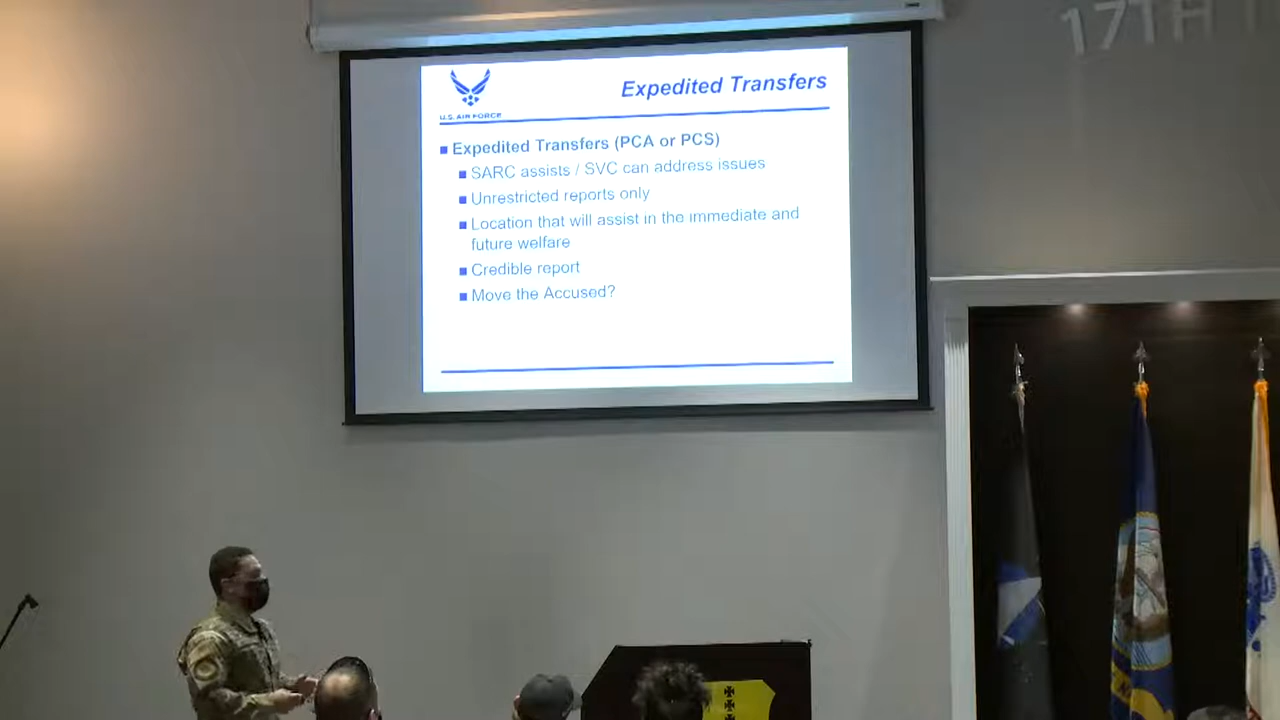 17TH
U.S. AIR FORCE
Expedited Transfers
Expedited Transfers (PCA or PCS)
SARC assists / SVC can address issues
Unrestricted reports only
Location that will assist in the immediate and
future welfare
Credible report
Move the Accused?